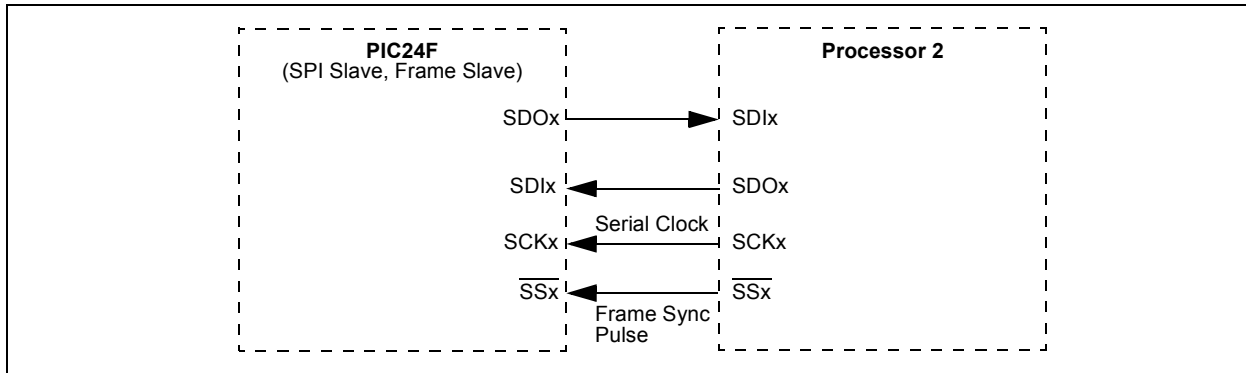 PIC24F
(SPI Slave, Frame Slave)
Processor 2
SDOx
SDIx
SDIx
SDOx
Serial Clock
SCKx
SCKx
SSx
SSx
Frame Sync
Pulse